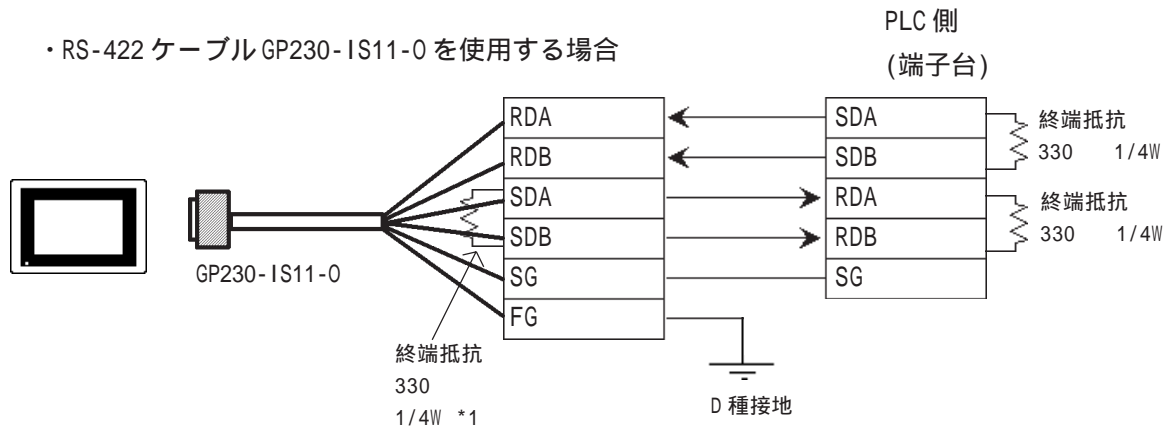 ・RS-422 ケーブル GP230-IS11-O を使用する場合
PLC 側
(端子台)
GP230-IS11-O
RDA
RDB
SDA
SDB
SG
FG
終端抵抗
330
1/4W *1
D 種接地
SDA
SDB
RDA
RDB
SG
終端抵抗
330 1/4W
終端抵抗
330 1/4W